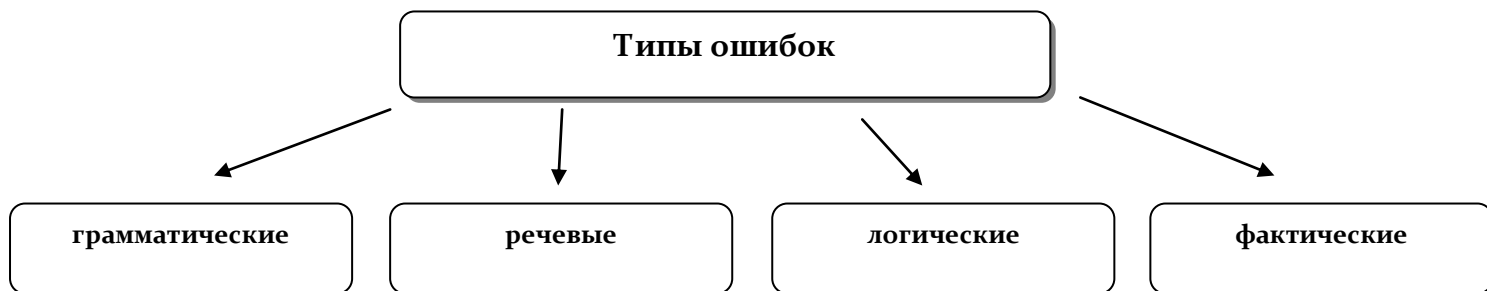 Типы ошибок
грамматические
речевые
логические
фактические